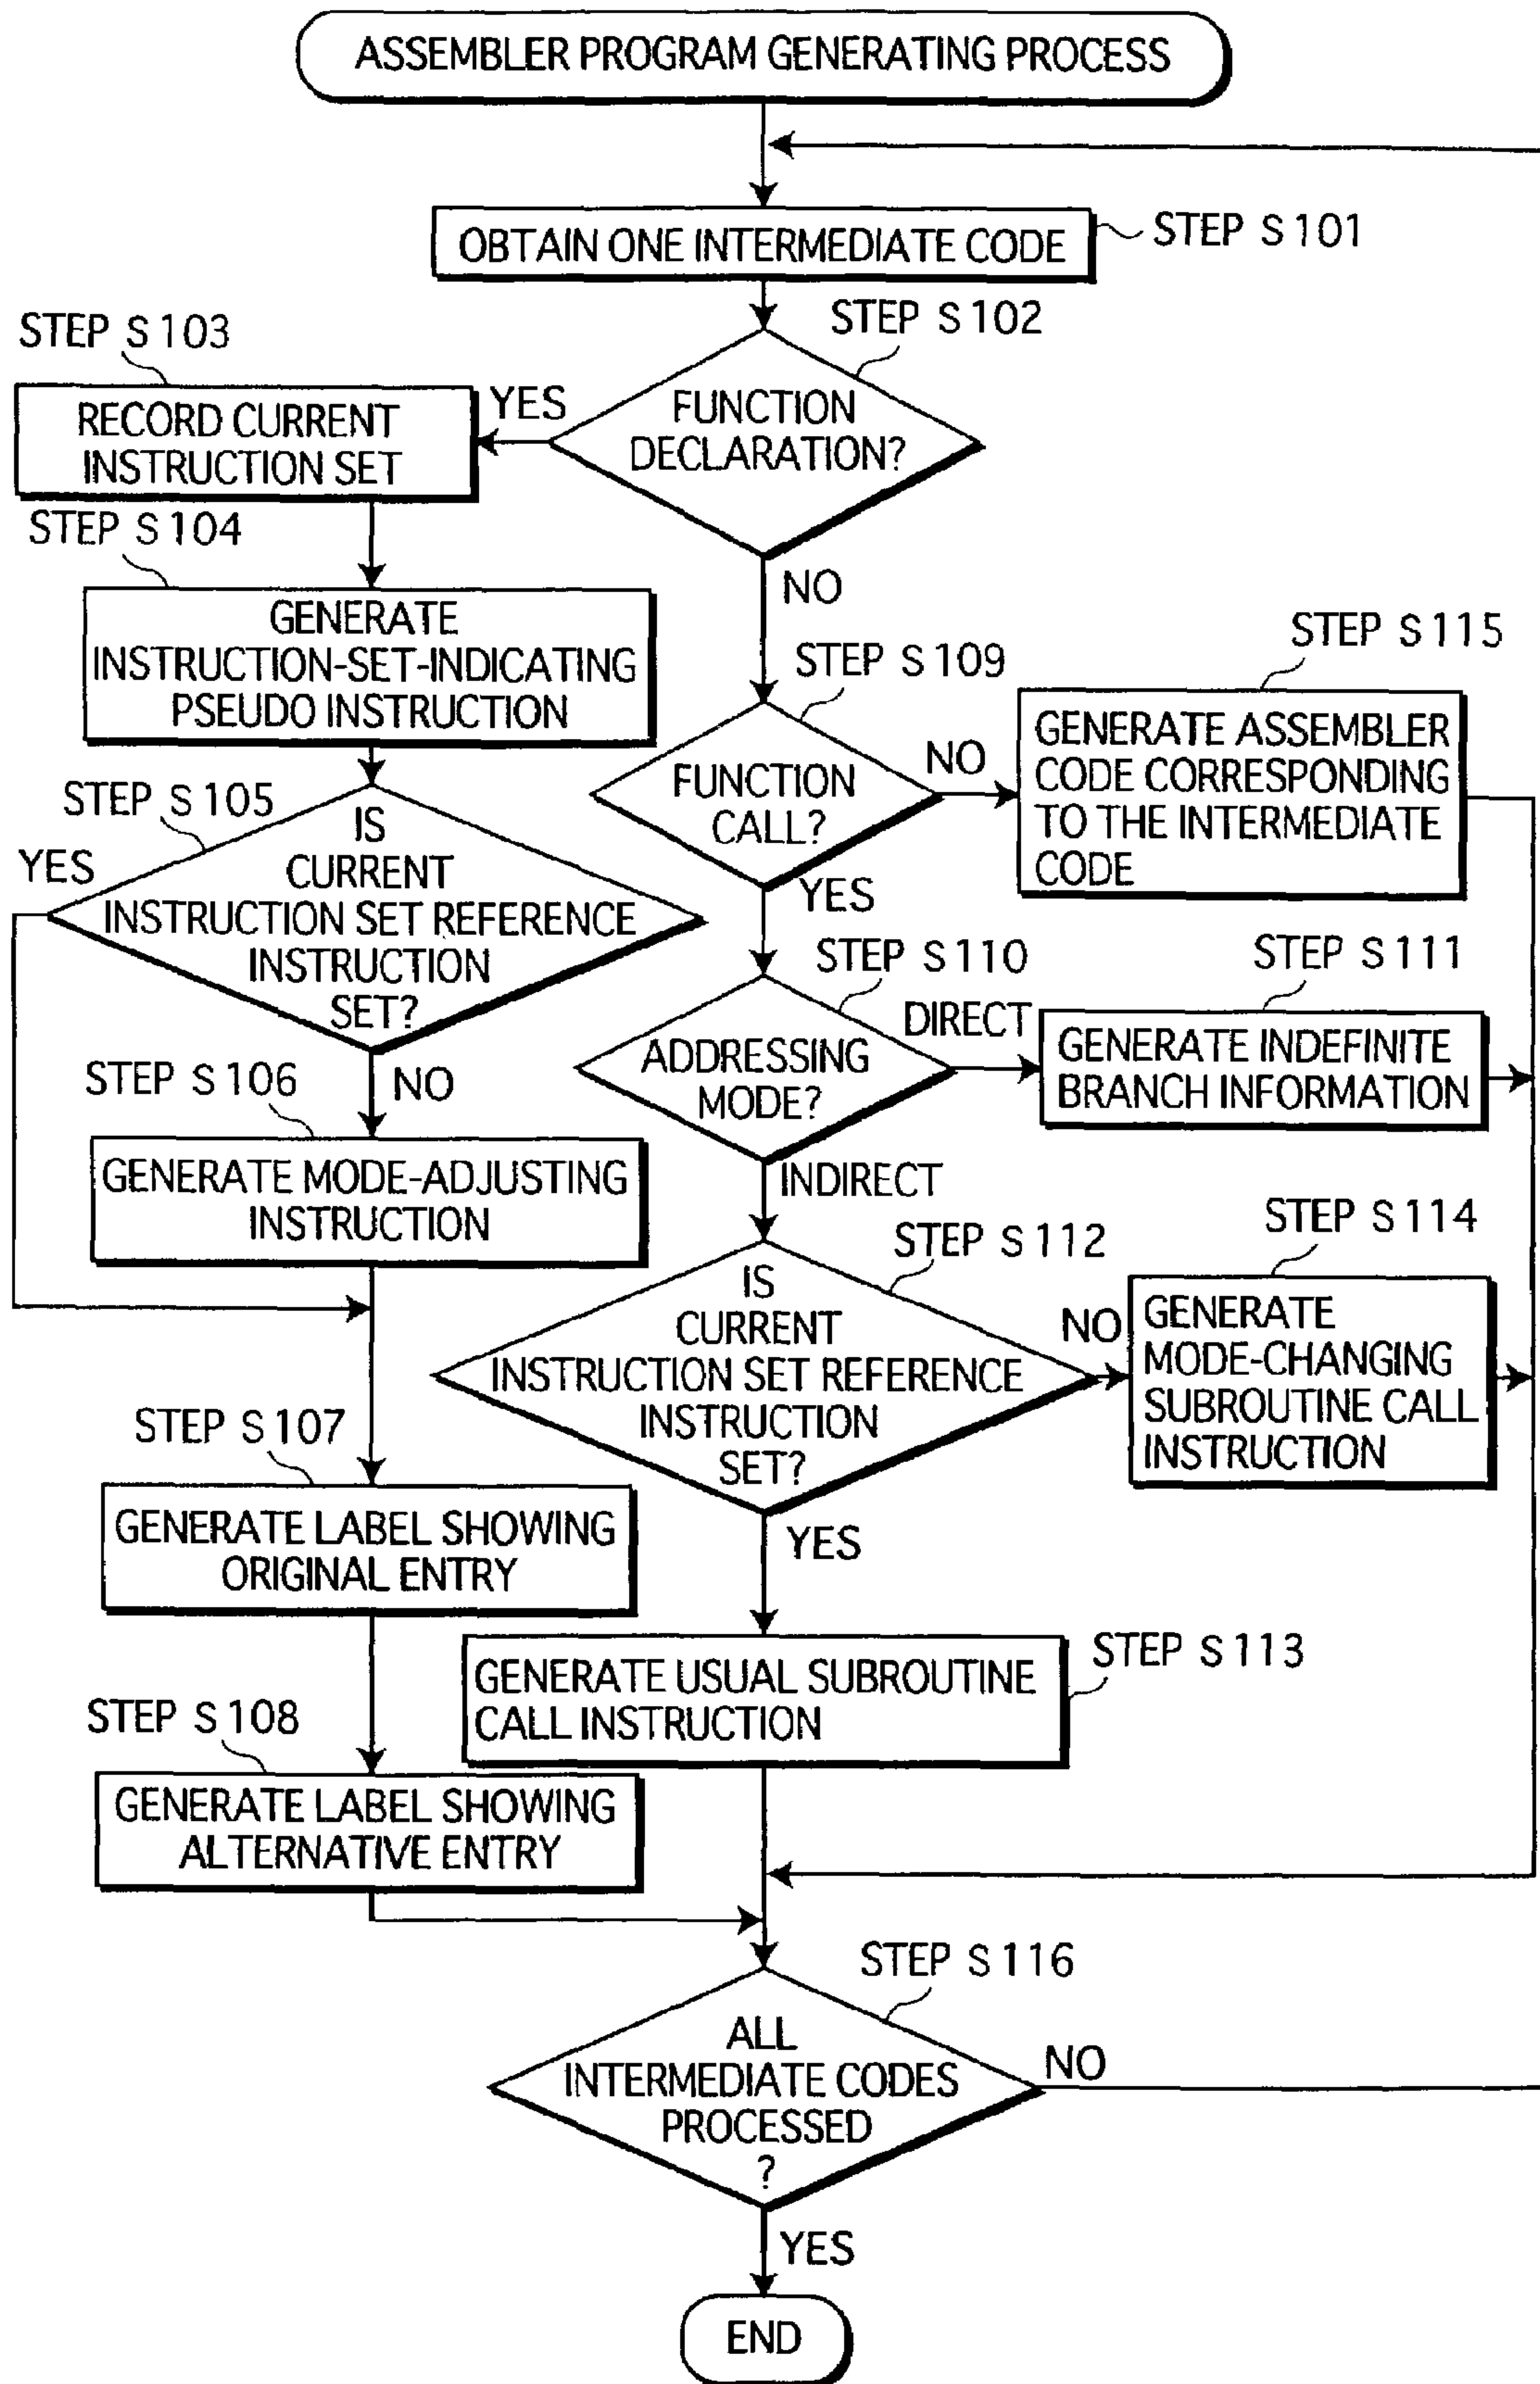 ASSEMBLER PROGRAM GENERATING PROCESS
OBTAIN ONE INTERMEDIATE CODE
STEP S101
STEP S102
FUNCTION
DECLARATION?
YES
NO
STEP S103
RECORD CURRENT
INSTRUCTION SET
STEP S104
GENERATE
INSTRUCTION-SET-INDICATING
PSEUDO INSTRUCTION
STEP S105
IS
CURRENT
INSTRUCTION SET REFERENCE
INSTRUCTION
SET?
YES
NO
STEP S106
GENERATE MODE-ADJUSTING
INSTRUCTION
STEP S107
GENERATE LABEL SHOWING
ORIGINAL ENTRY
STEP S108
GENERATE LABEL SHOWING
ALTERNATIVE ENTRY
STEP S109
FUNCTION
CALL?
NO
YES
STEP S115
GENERATE ASSEMBLER
CODE CORRESPONDING
TO THE INTERMEDIATE
CODE
STEP S110
ADDRESSING
MODE?
DIRECT
INDIRECT
STEP S111
GENERATE INDEFINITE
BRANCH INFORMATION
STEP S112
IS
CURRENT
INSTRUCTION SET REFERENCE
INSTRUCTION
SET?
NO
YES
STEP S114
GENERATE
MODE-CHANGING
SUBROUTINE CALL
INSTRUCTION
STEP S113
GENERATE USUAL SUBROUTINE
CALL INSTRUCTION
STEP S116
ALL
INTERMEDIATE CODES
PROCESSED
?
NO
YES
END